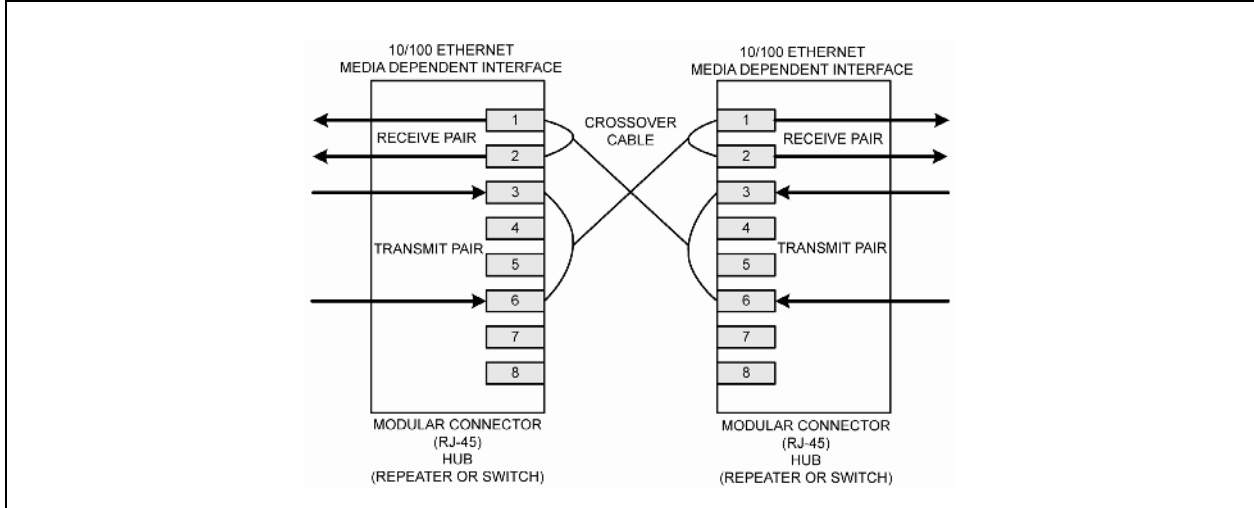 10/100 ETHERNET
MEDIA DEPENDENT INTERFACE
10/100 ETHERNET
MEDIA DEPENDENT INTERFACE
1
RECEIVE PAIR
2
3
4
TRANSMIT PAIR
5
6
7
8
CROSSOVER
CABLE
1
RECEIVE PAIR
2
3
4
TRANSMIT PAIR
5
6
7
8
MODULAR CONNECTOR
(RJ-45)
HUB
(REPEATER OR SWITCH)
MODULAR CONNECTOR
(RJ-45)
HUB
(REPEATER OR SWITCH)